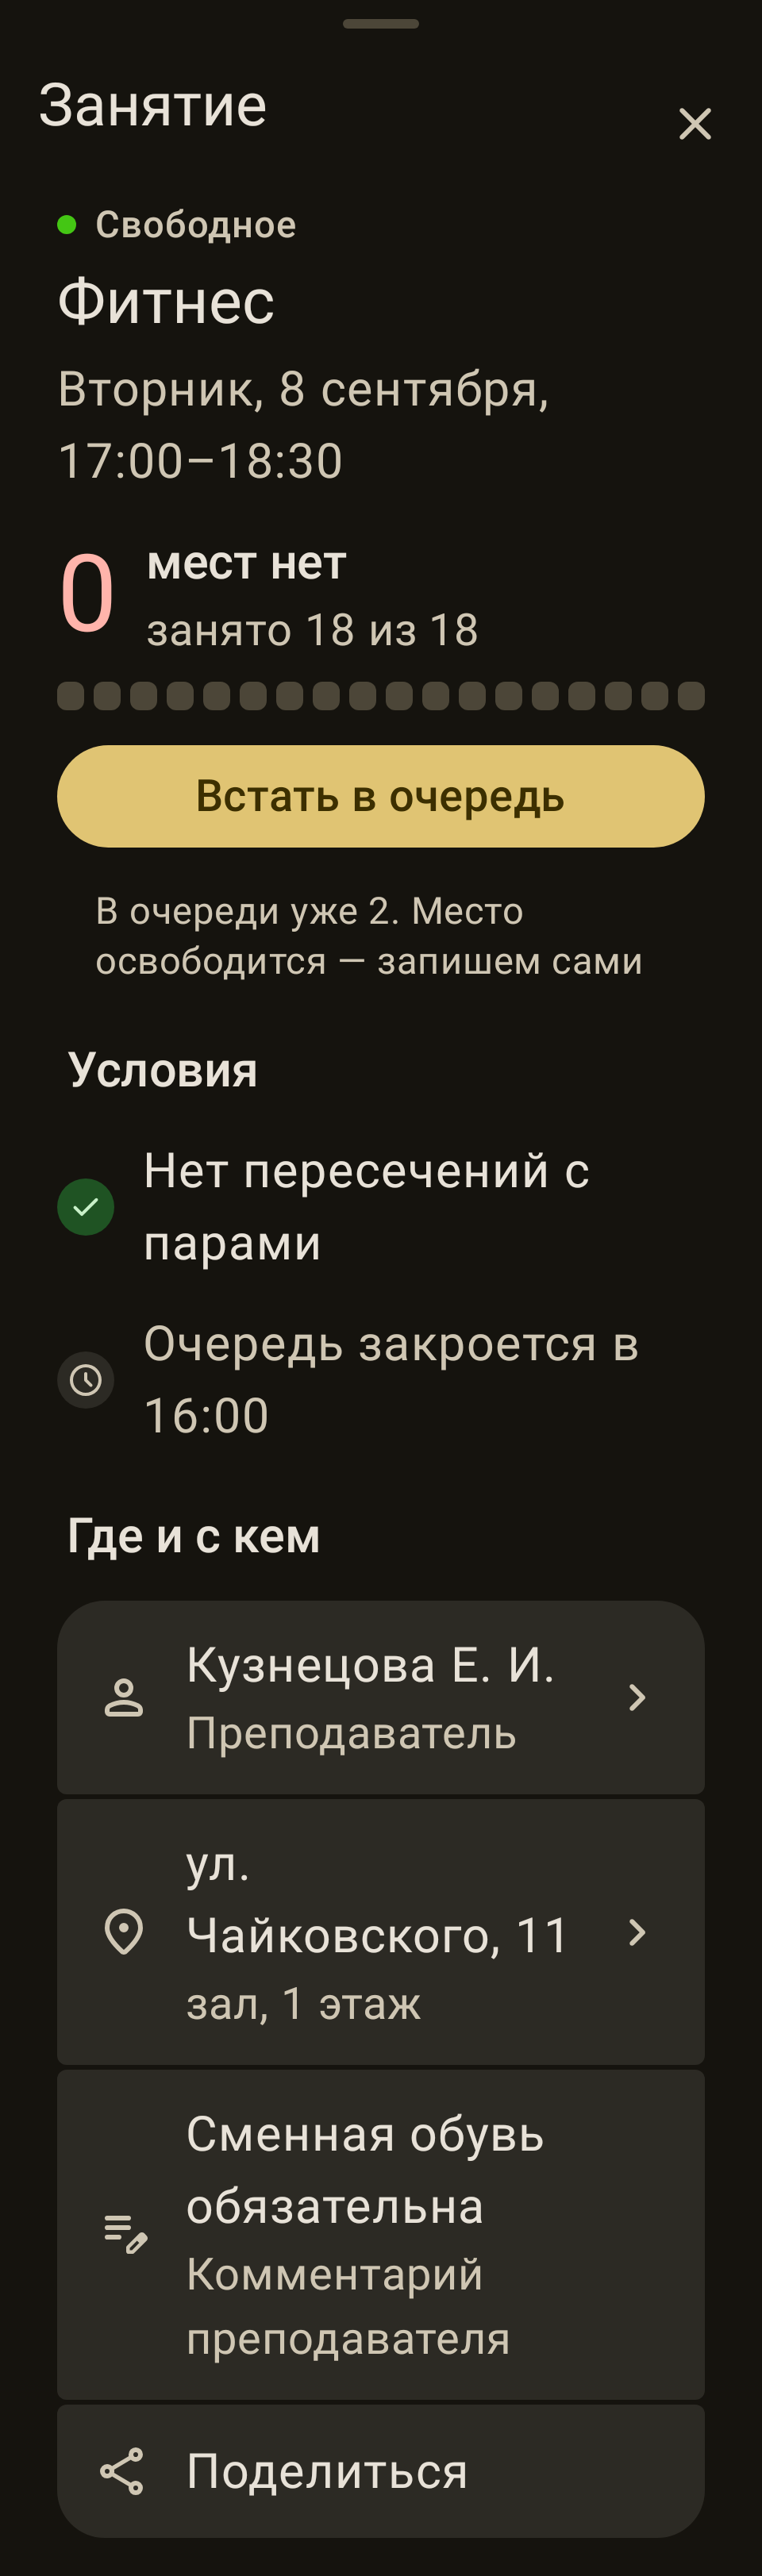 Занятие
Свободное
Фитнес
Вторник, 8 сентября,
17:00–18:30
0
мест нет
занято 18 из 18
Встать в очередь
В очереди уже 2. Место
освободится — запишем сами
Условия
Нет пересечений с
парами
Очередь закроется в
16:00
Где и с кем
Кузнецова Е. И.
Преподаватель
ул.
Чайковского, 11
зал, 1 этаж
Сменная обувь
обязательна
Комментарий
преподавателя
Поделиться